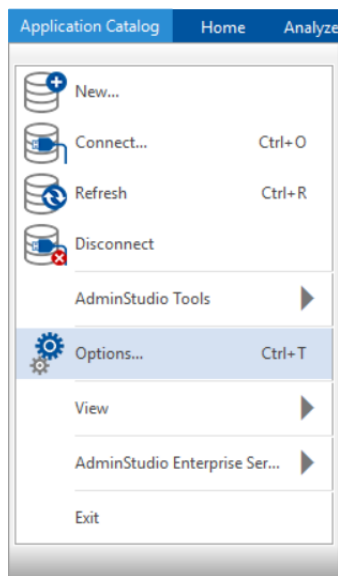 Application Catalog Home Analyze
New...
Connect... Ctrl+O
Refresh Ctrl+R
Disconnect
AdminStudio Tools
Options... Ctrl+T
View
AdminStudio Enterprise Ser...
Exit